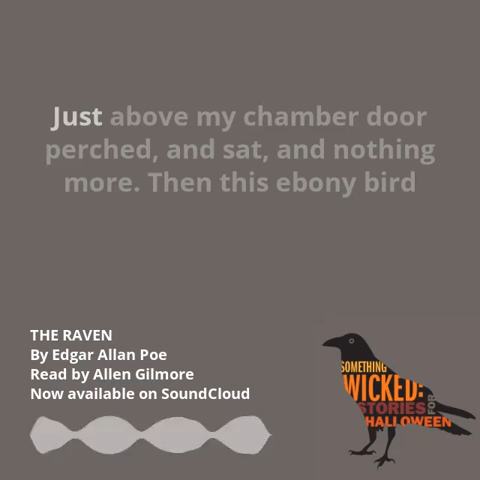 Just above my chamber door
perched, and sat, and nothing
more. Then this ebony bird
THE RAVEN
By Edgar Allan Poe
Read by Allen Gilmore
Now available on SoundCloud
SOMETHING
WICKED:
STORIES FOR
HALLOWEEN